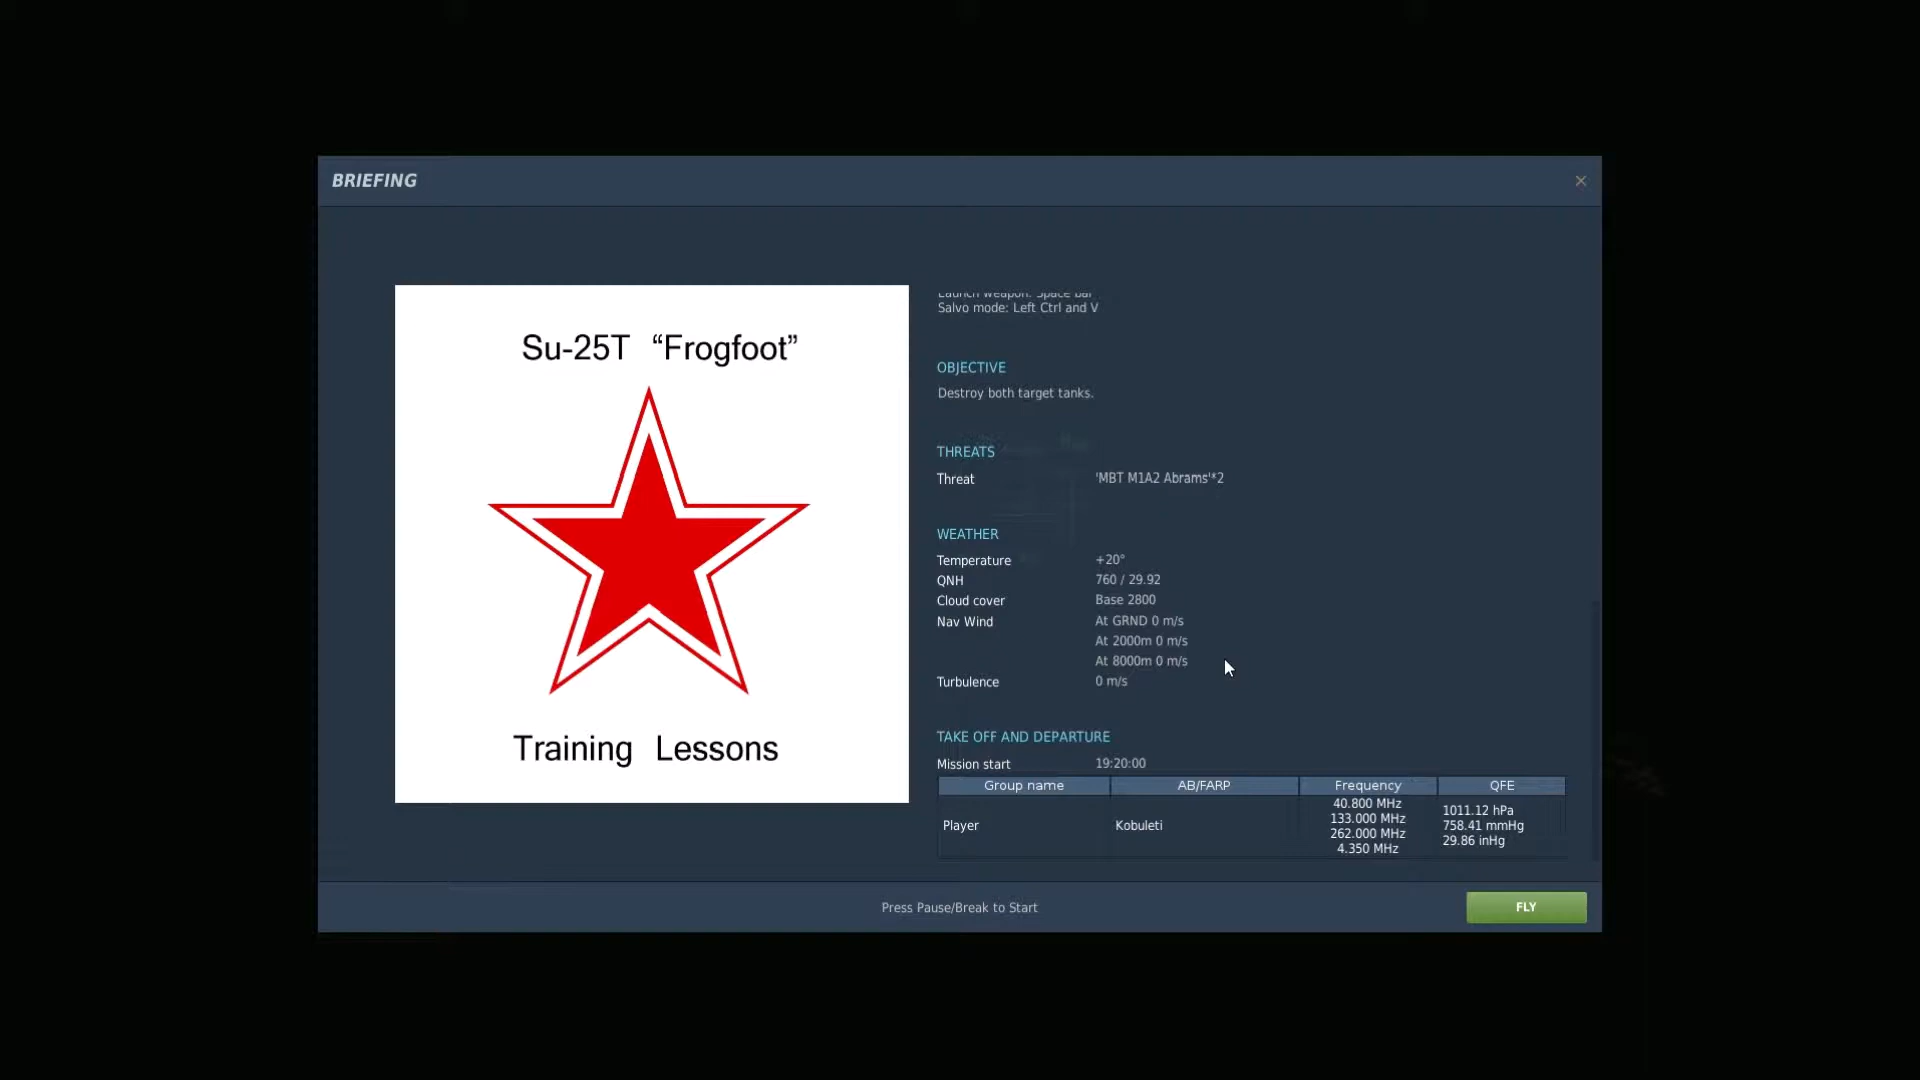 BRIEFING
Su-25T “Frogfoot”
Training Lessons
Launch weapon: Space bar
Salvo mode: Left Ctrl and V
OBJECTIVE
Destroy both target tanks.
THREATS
Threat 'MBT M1A2 Abrams'*2
WEATHER
Temperature +20°
QNH 760 / 29.92
Cloud cover Base 2800
Nav Wind At GRND 0 m/s
At 2000m 0 m/s
At 8000m 0 m/s
Turbulence 0 m/s
TAKE OFF AND DEPARTURE
Mission start 19:20:00
Group name AB/FARP Frequency QFE
Player Kobuleti
40.800 MHz
133.000 MHz
262.000 MHz
4.350 MHz
1011.12 hPa
758.41 mmHg
29.86 inHg
Press Pause/Break to Start
FLY